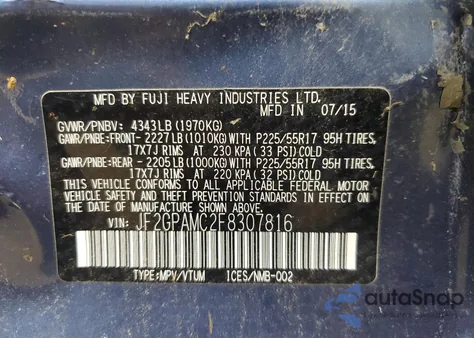 MFD BY FUJI HEAVY INDUSTRIES LTD.
MFD IN 07/15
GVWR/PNBV: 4343LB (1970KG)
GAWR/PNBE:FRONT- 2227LB (1010KG) WITH P225/55R17 95H TIRES,
17X7J RIMS AT 230 KPA (33 PSI) COLD
GAWR/PNBE:REAR - 2205LB (1000KG) WITH P225/55R17 95H TIRES,
17X7J RIMS AT 220 KPA (32 PSI) COLD
THIS VEHICLE CONFORMS TO ALL APPLICABLE FEDERAL MOTOR
VEHICLE SAFETY AND THEFT PREVENTION STANDARDS IN
EFFECT ON THE DATE OF MANUFACTURE SHOWN ABOVE.
VIN: JF2GPAMC2F8307816
TYPE:MPV/VTUM ICES/NMB-002
autoSnap